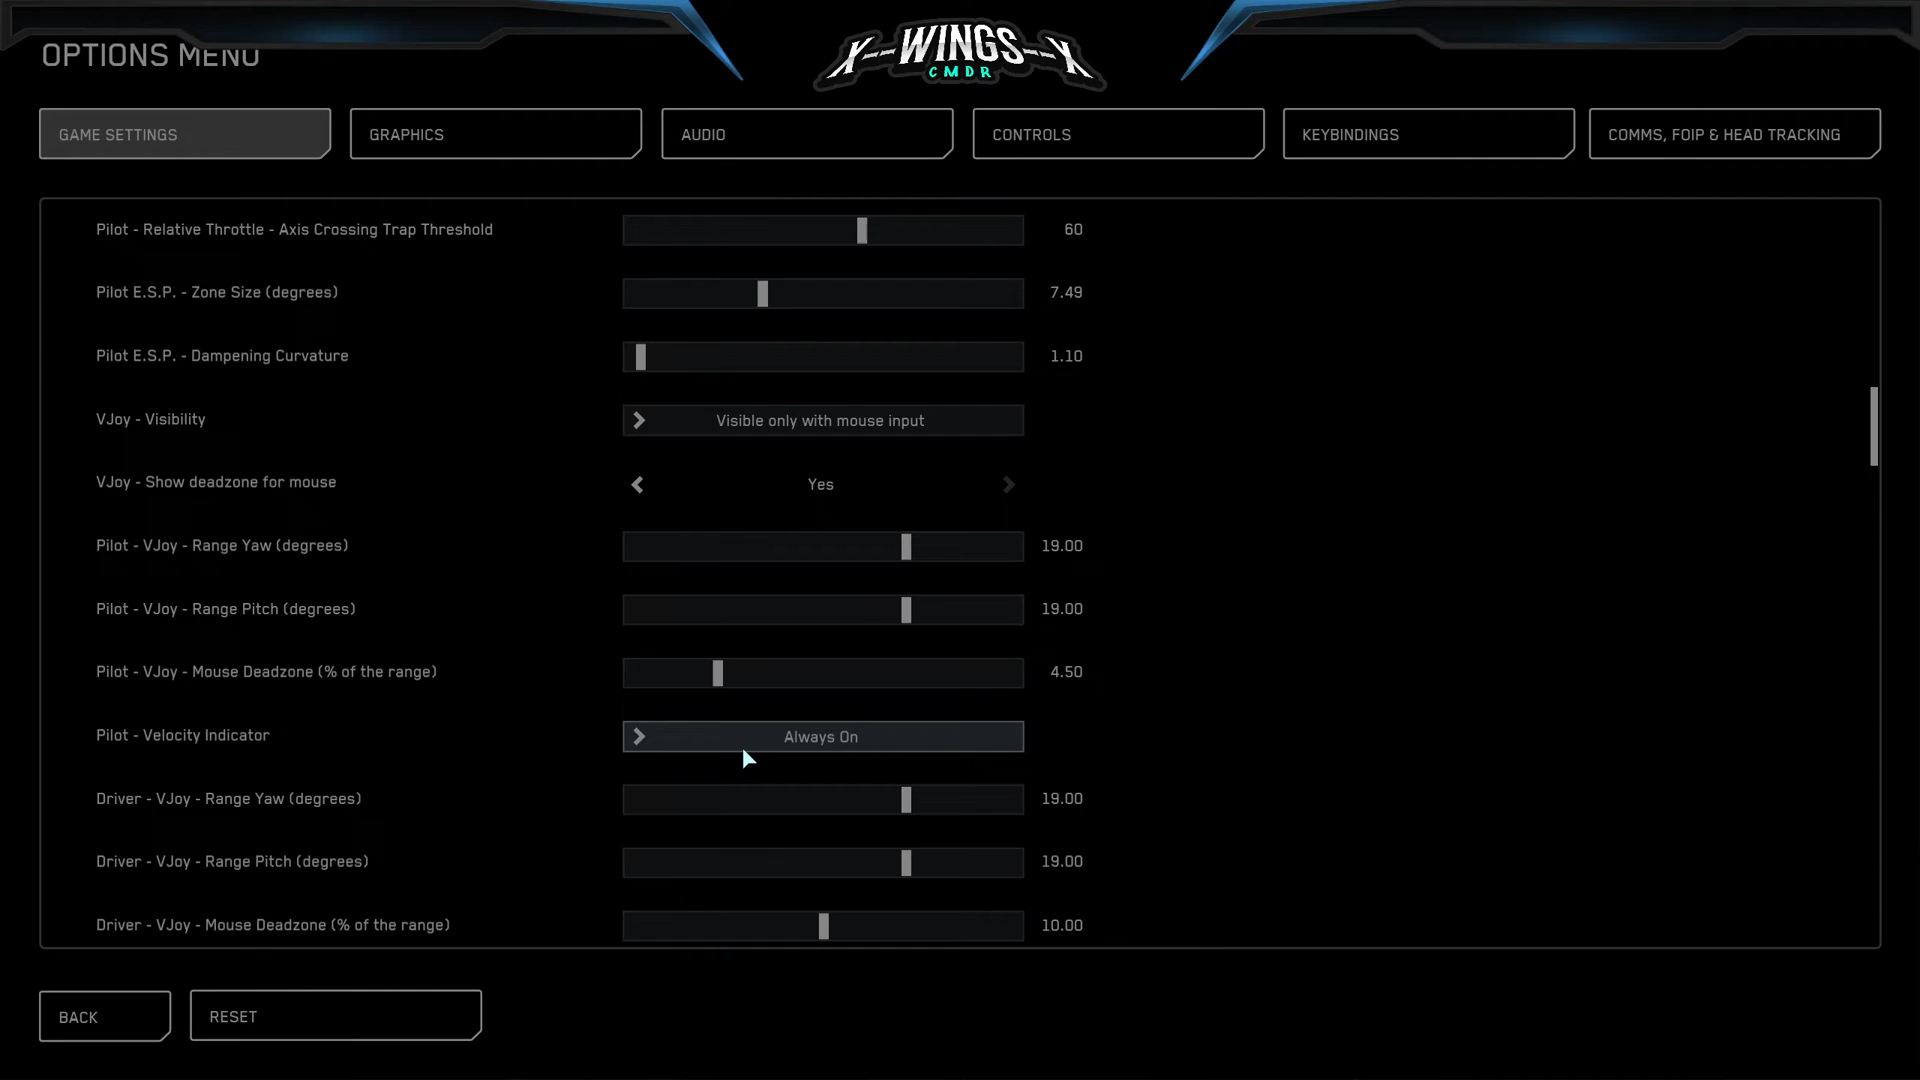 OPTIONS MENU
X-WINGS-X
CMDR
GAME SETTINGS
GRAPHICS
AUDIO
CONTROLS
KEYBINDINGS
COMMS, FOIP & HEAD TRACKING
Pilot - Relative Throttle - Axis Crossing Trap Threshold 60
Pilot E.S.P. - Zone Size (degrees) 7.49
Pilot E.S.P. - Dampening Curvature 1.10
VJoy - Visibility Visible only with mouse input
VJoy - Show deadzone for mouse Yes
Pilot - VJoy - Range Yaw (degrees) 19.00
Pilot - VJoy - Range Pitch (degrees) 19.00
Pilot - VJoy - Mouse Deadzone (% of the range) 4.50
Pilot - Velocity Indicator Always On
Driver - VJoy - Range Yaw (degrees) 19.00
Driver - VJoy - Range Pitch (degrees) 19.00
Driver - VJoy - Mouse Deadzone (% of the range) 10.00
BACK
RESET